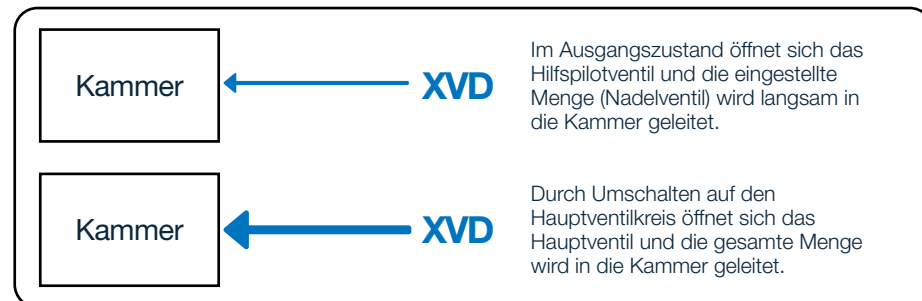 Kammer
XVD
Im Ausgangszustand öffnet sich das
Hilfspilotventil und die eingestellte
Menge (Nadelventil) wird langsam in
die Kammer geleitet.
Kammer
XVD
Durch Umschalten auf den
Hauptventilkreis öffnet sich das
Hauptventil und die gesamte Menge
wird in die Kammer geleitet.